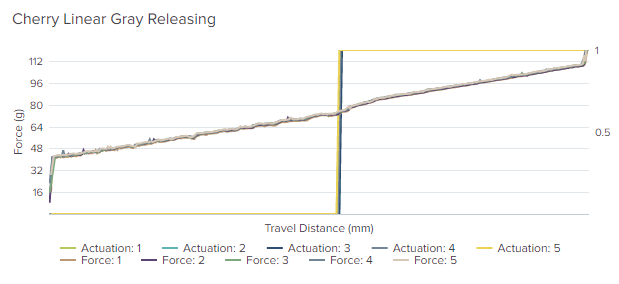 Cherry Linear Gray Releasing
Force (g)
112
96
80
64
48
32
16
1
0.5
Travel Distance (mm)
Actuation: 1 Actuation: 2 Actuation: 3 Actuation: 4 Actuation: 5
Force: 1 Force: 2 Force: 3 Force: 4 Force: 5